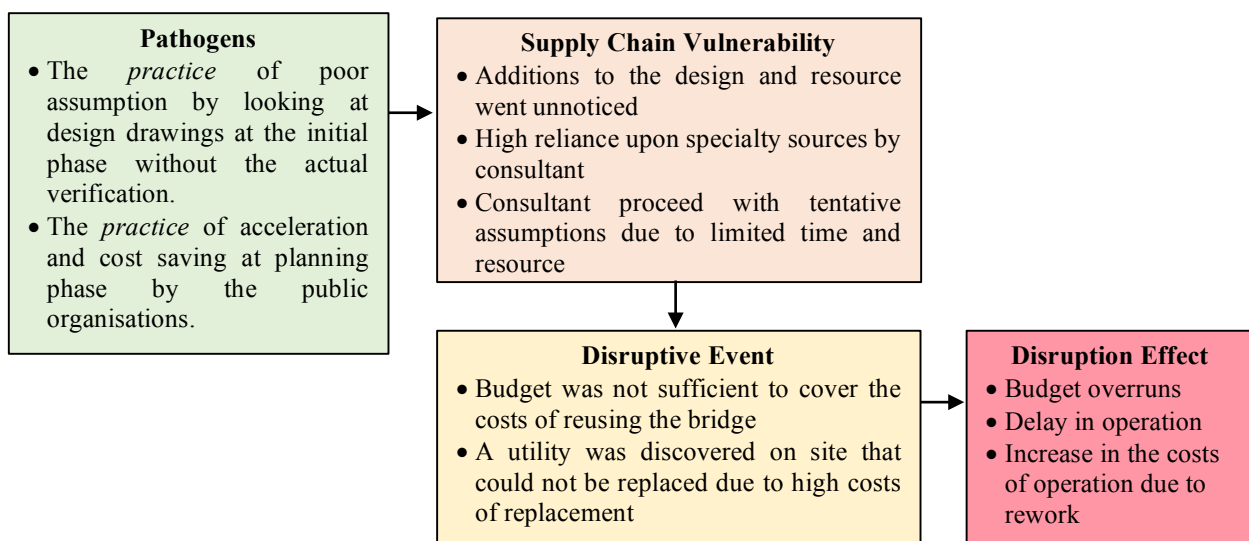 Pathogens
• The practice of poor
assumption by looking at
design drawings at the initial
phase without the actual
verification.
• The practice of acceleration
and cost saving at planning
phase by the public
organisations.
Supply Chain Vulnerability
• Additions to the design and resource
went unnoticed
• High reliance upon specialty sources by
consultant
• Consultant proceed with tentative
assumptions due to limited time and
resource
Disruptive Event
• Budget was not sufficient to cover the
costs of reusing the bridge
• A utility was discovered on site that
could not be replaced due to high costs
of replacement
Disruption Effect
• Budget overruns
• Delay in operation
• Increase in the costs
of operation due to
rework